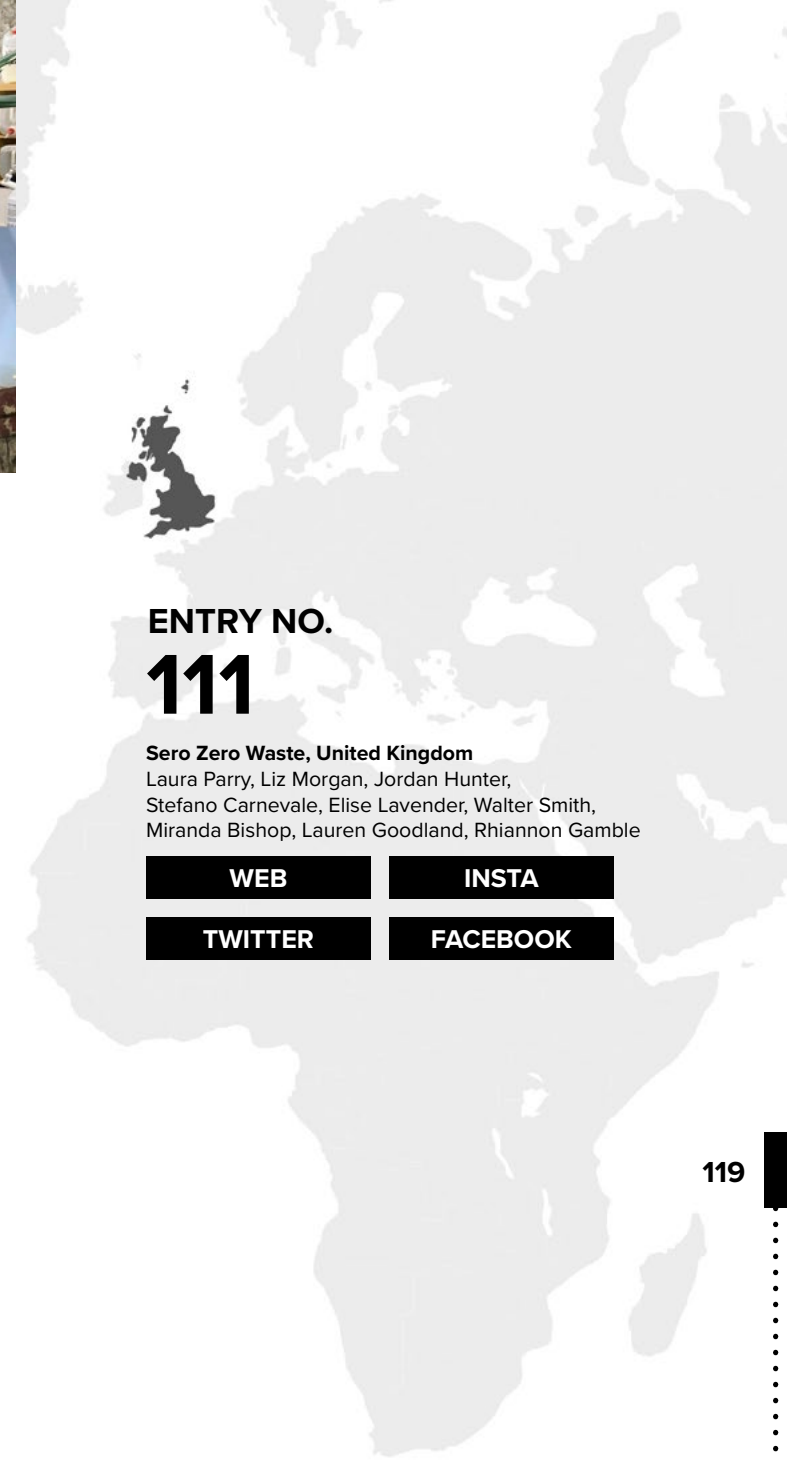 ENTRY NO.
111
Sero Zero Waste, United Kingdom
Laura Parry, Liz Morgan, Jordan Hunter,
Stefano Carnevale, Elise Lavender, Walter Smith,
Miranda Bishop, Lauren Goodland, Rhiannon Gamble
WEB
INSTA
TWITTER
FACEBOOK
119